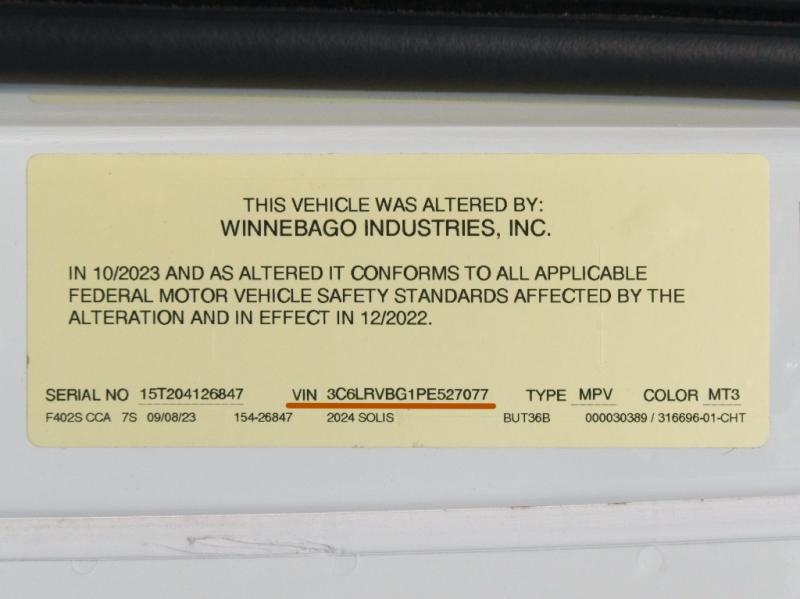 THIS VEHICLE WAS ALTERED BY:
WINNEBAGO INDUSTRIES, INC.
IN 10/2023 AND AS ALTERED IT CONFORMS TO ALL APPLICABLE
FEDERAL MOTOR VEHICLE SAFETY STANDARDS AFFECTED BY THE
ALTERATION AND IN EFFECT IN 12/2022.
SERIAL NO 15T204126847 VIN 3C6LRVBG1PE527077 TYPE MPV COLOR MT3
F402S CCA 7S 09/08/23 154-26847 2024 SOLIS BUT36B 000030389 / 316696-01-CHT